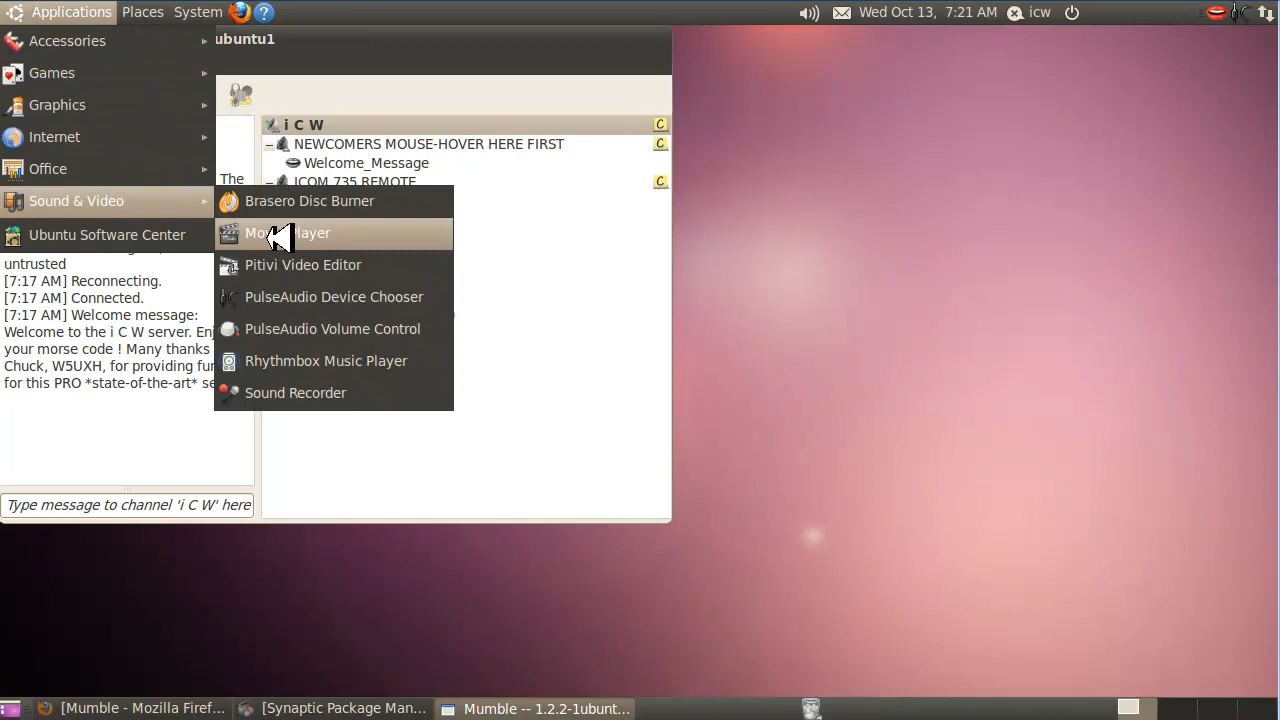 Applications Places System
Wed Oct 13, 7:21 AM icw
Accessories
Games
Graphics
Internet
Office
Sound & Video
Ubuntu Software Center
Brasero Disc Burner
Player
Pitivi Video Editor
PulseAudio Device Chooser
PulseAudio Volume Control
Rhythmbox Music Player
Sound Recorder
ubuntu1
The
untrusted
[7:17 AM] Reconnecting.
[7:17 AM] Connected.
[7:17 AM] Welcome message:
Welcome to the i C W server.
your morse code ! Many thanks
Chuck, W5UXH, for providing
for this PRO *state-of-the-art*
i C W
C
NEWCOMERS MOUSE-HOVER HERE FIRST
C
Welcome_Message
ICOM 735 REMOTE
C
Type message to channel 'i C W' here
[Mumble - Mozilla Firef...
[Synaptic Package Man...
Mumble -- 1.2.2-1ubunt...